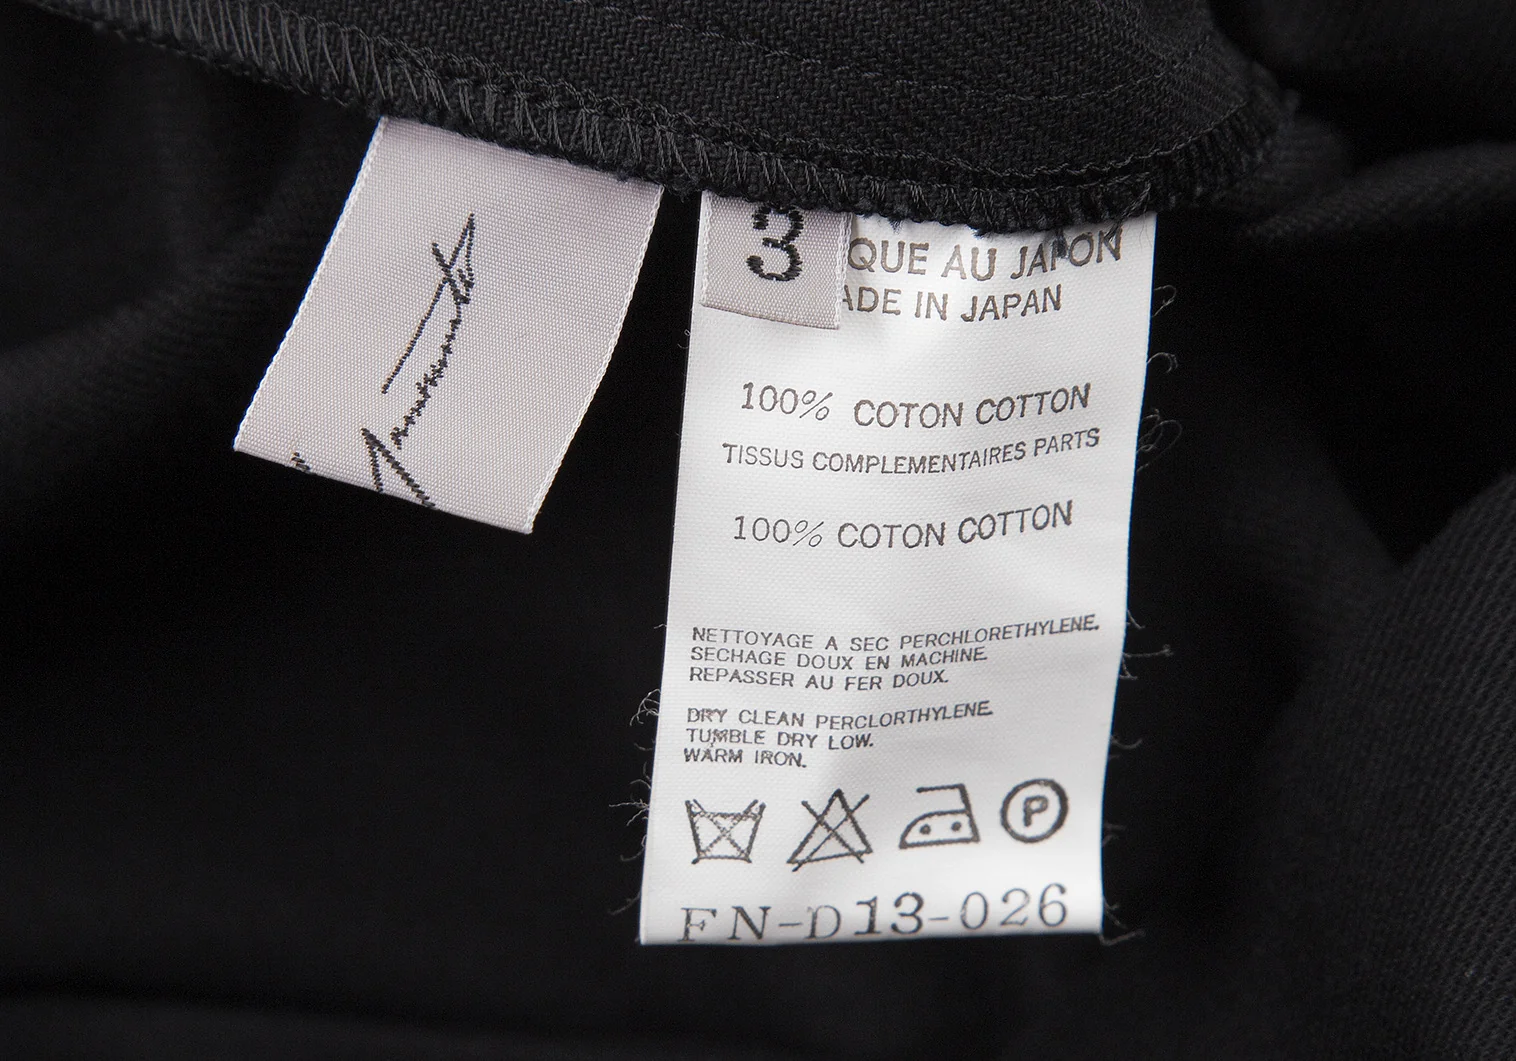 3
QUE AU JAPON
ADE IN JAPAN
100% COTON COTTON
TISSUS COMPLEMENTAIRES PARTS
100% COTON COTTON
NETTOYAGE A SEC PERCHLORETHYLENE.
SECHAGE DOUX EN MACHINE.
REPASSER AU FER DOUX.
DRY CLEAN PERCLORTHYLENE.
TUMBLE DRY LOW.
WARM IRON.
P
FN-D13-026